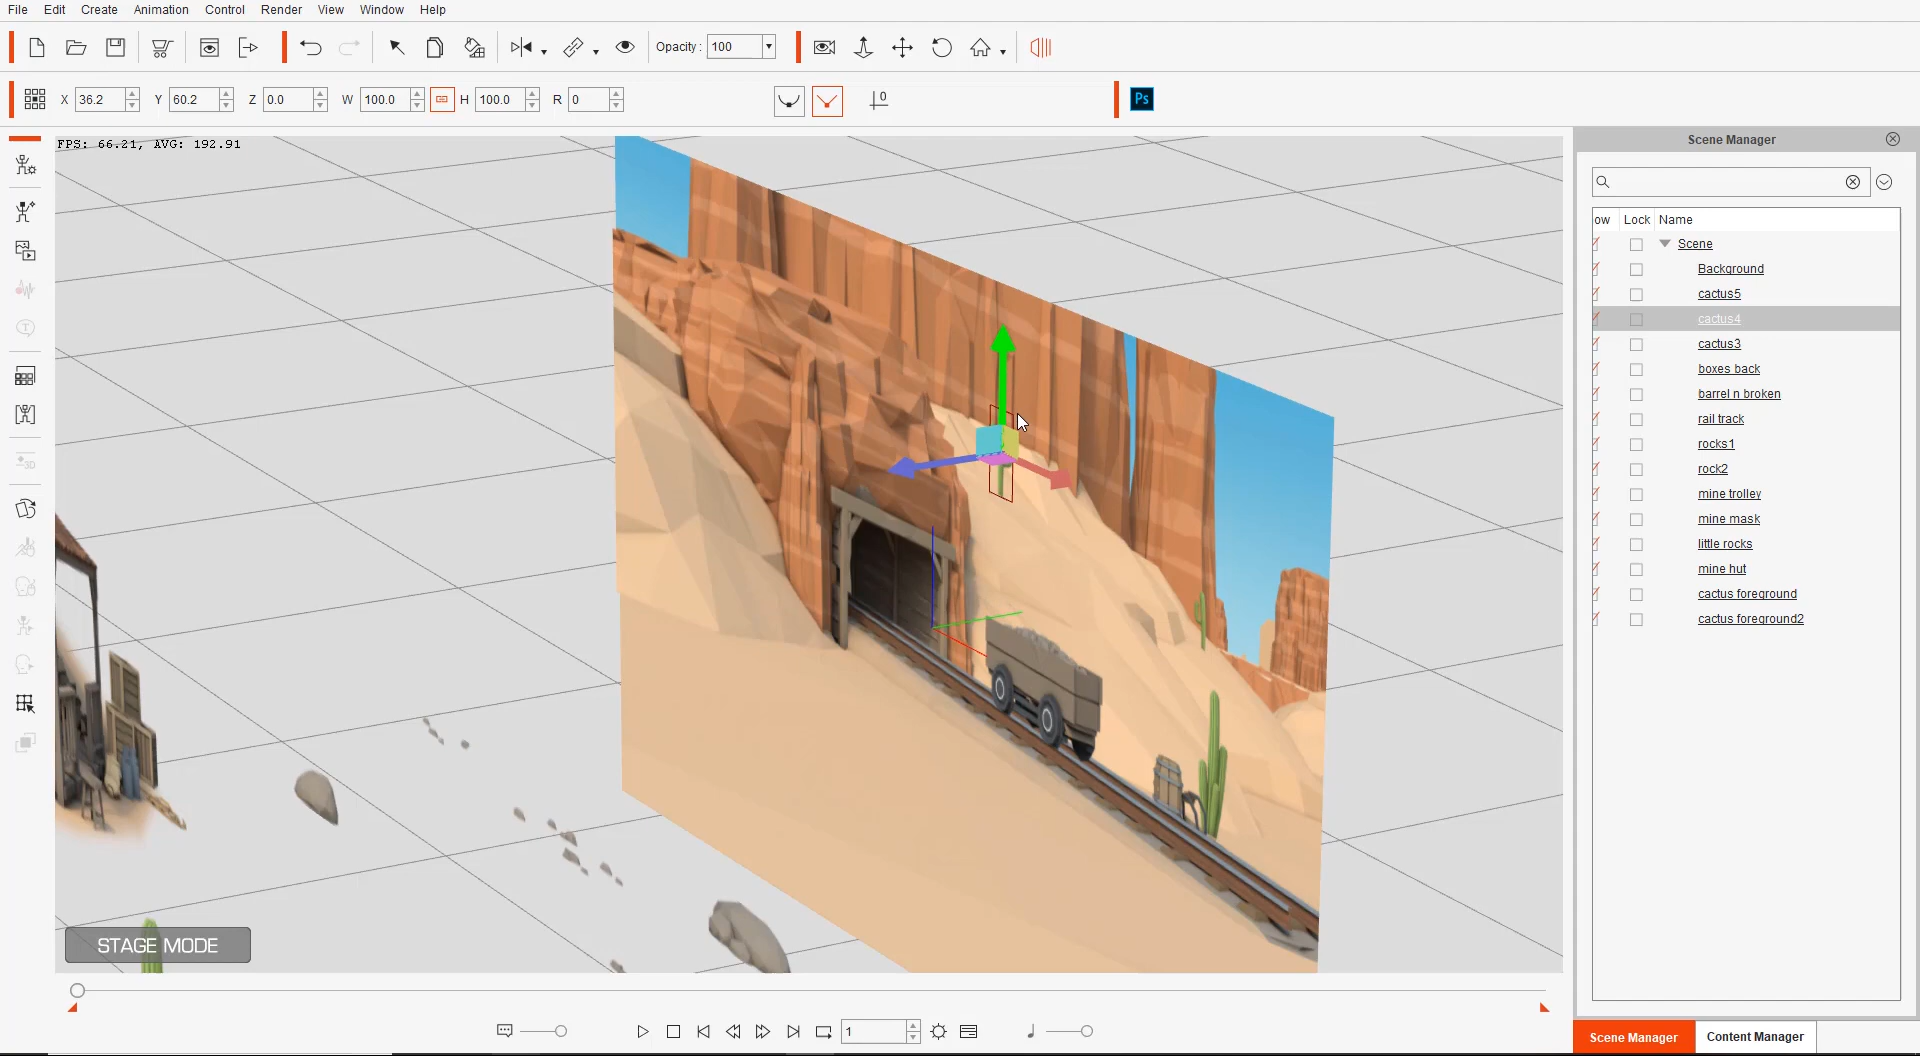 File Edit Create Animation Control Render View Window Help
Opacity : 100
X 36.2 Y 60.2 Z 0.0 W 100.0 H 100.0 R 0
0
Ps
FPS: 66.21, AVG: 192.91
Scene Manager
ow Lock Name
Scene
Background
cactus5
cactus4
cactus3
boxes back
barrel n broken
rail track
rocks1
rock2
mine trolley
mine mask
little rocks
mine hut
cactus foreground
cactus foreground2
STAGE MODE
1
Scene Manager Content Manager